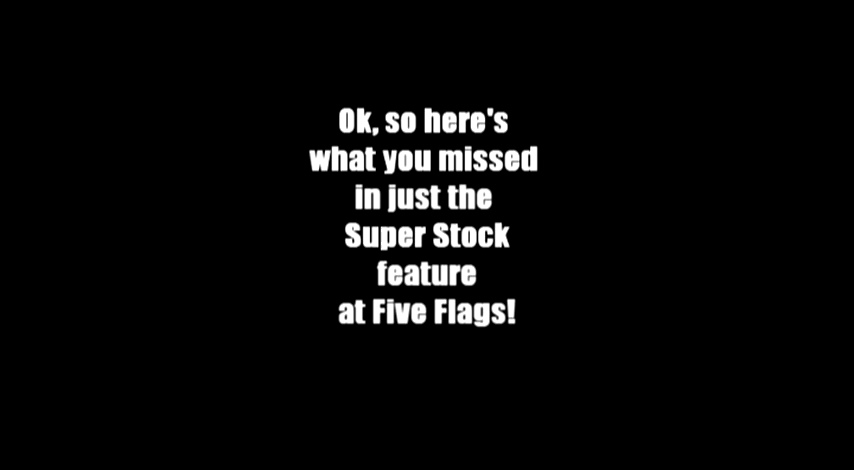 Ok, so here's
what you missed
in just the
Super Stock
feature
at Five Flags!